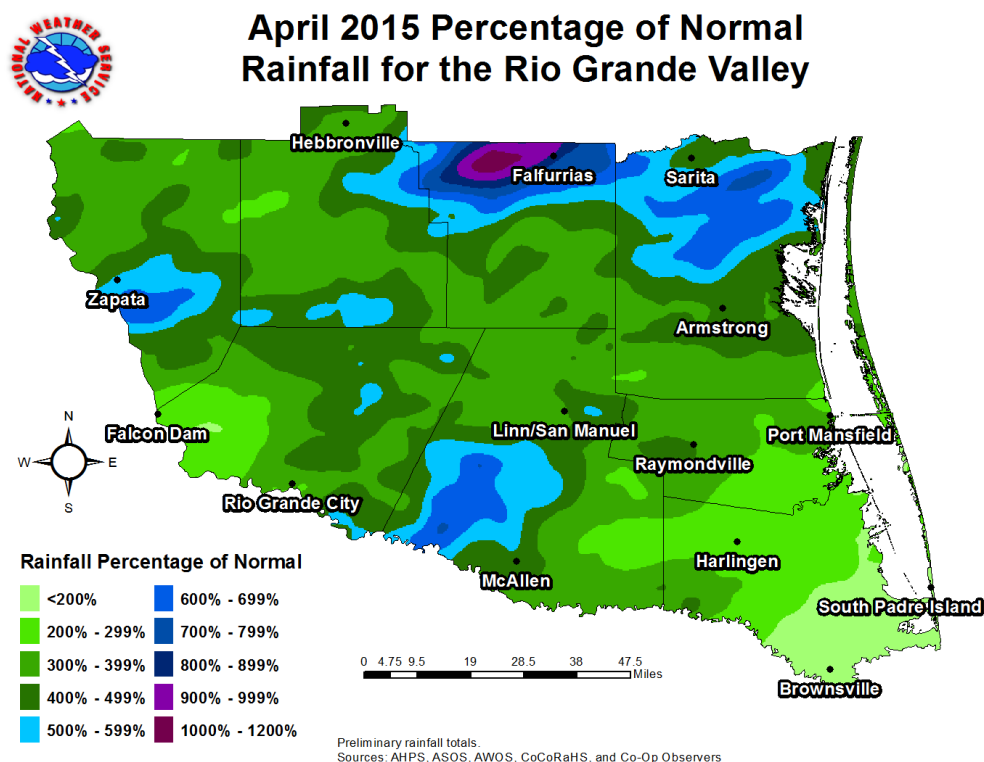 April 2015 Percentage of Normal
Rainfall for the Rio Grande Valley
NATIONAL WEATHER SERVICE
Hebbronville
Falfurrias
Sarita
Zapata
Armstrong
Falcon Dam
Linn/San Manuel
Port Mansfield
Raymondville
Rio Grande City
Harlingen
McAllen
South Padre Island
Brownsville
N
W E
S
Rainfall Percentage of Normal
<200%
200% - 299%
300% - 399%
400% - 499%
500% - 599%
600% - 699%
700% - 799%
800% - 899%
900% - 999%
1000% - 1200%
0 4.75 9.5 19 28.5 38 47.5
Miles
Preliminary rainfall totals.
Sources: AHPS, ASOS, AWOS, CoCoRaHS, and Co-Op Observers